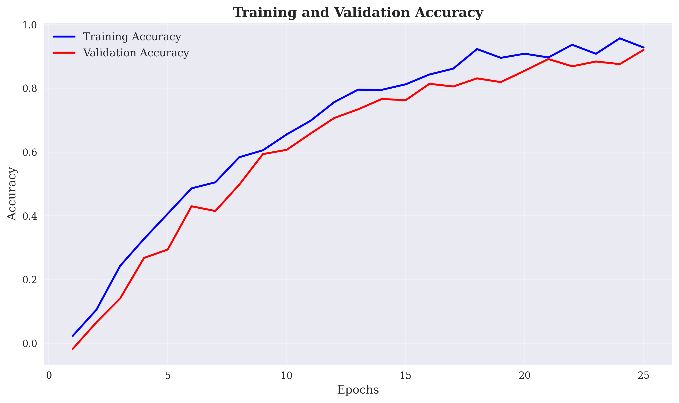 Training and Validation Accuracy
Training Accuracy
Validation Accuracy
Accuracy
1.0
0.8
0.6
0.4
0.2
0.0
0 5 10 15 20 25
Epochs